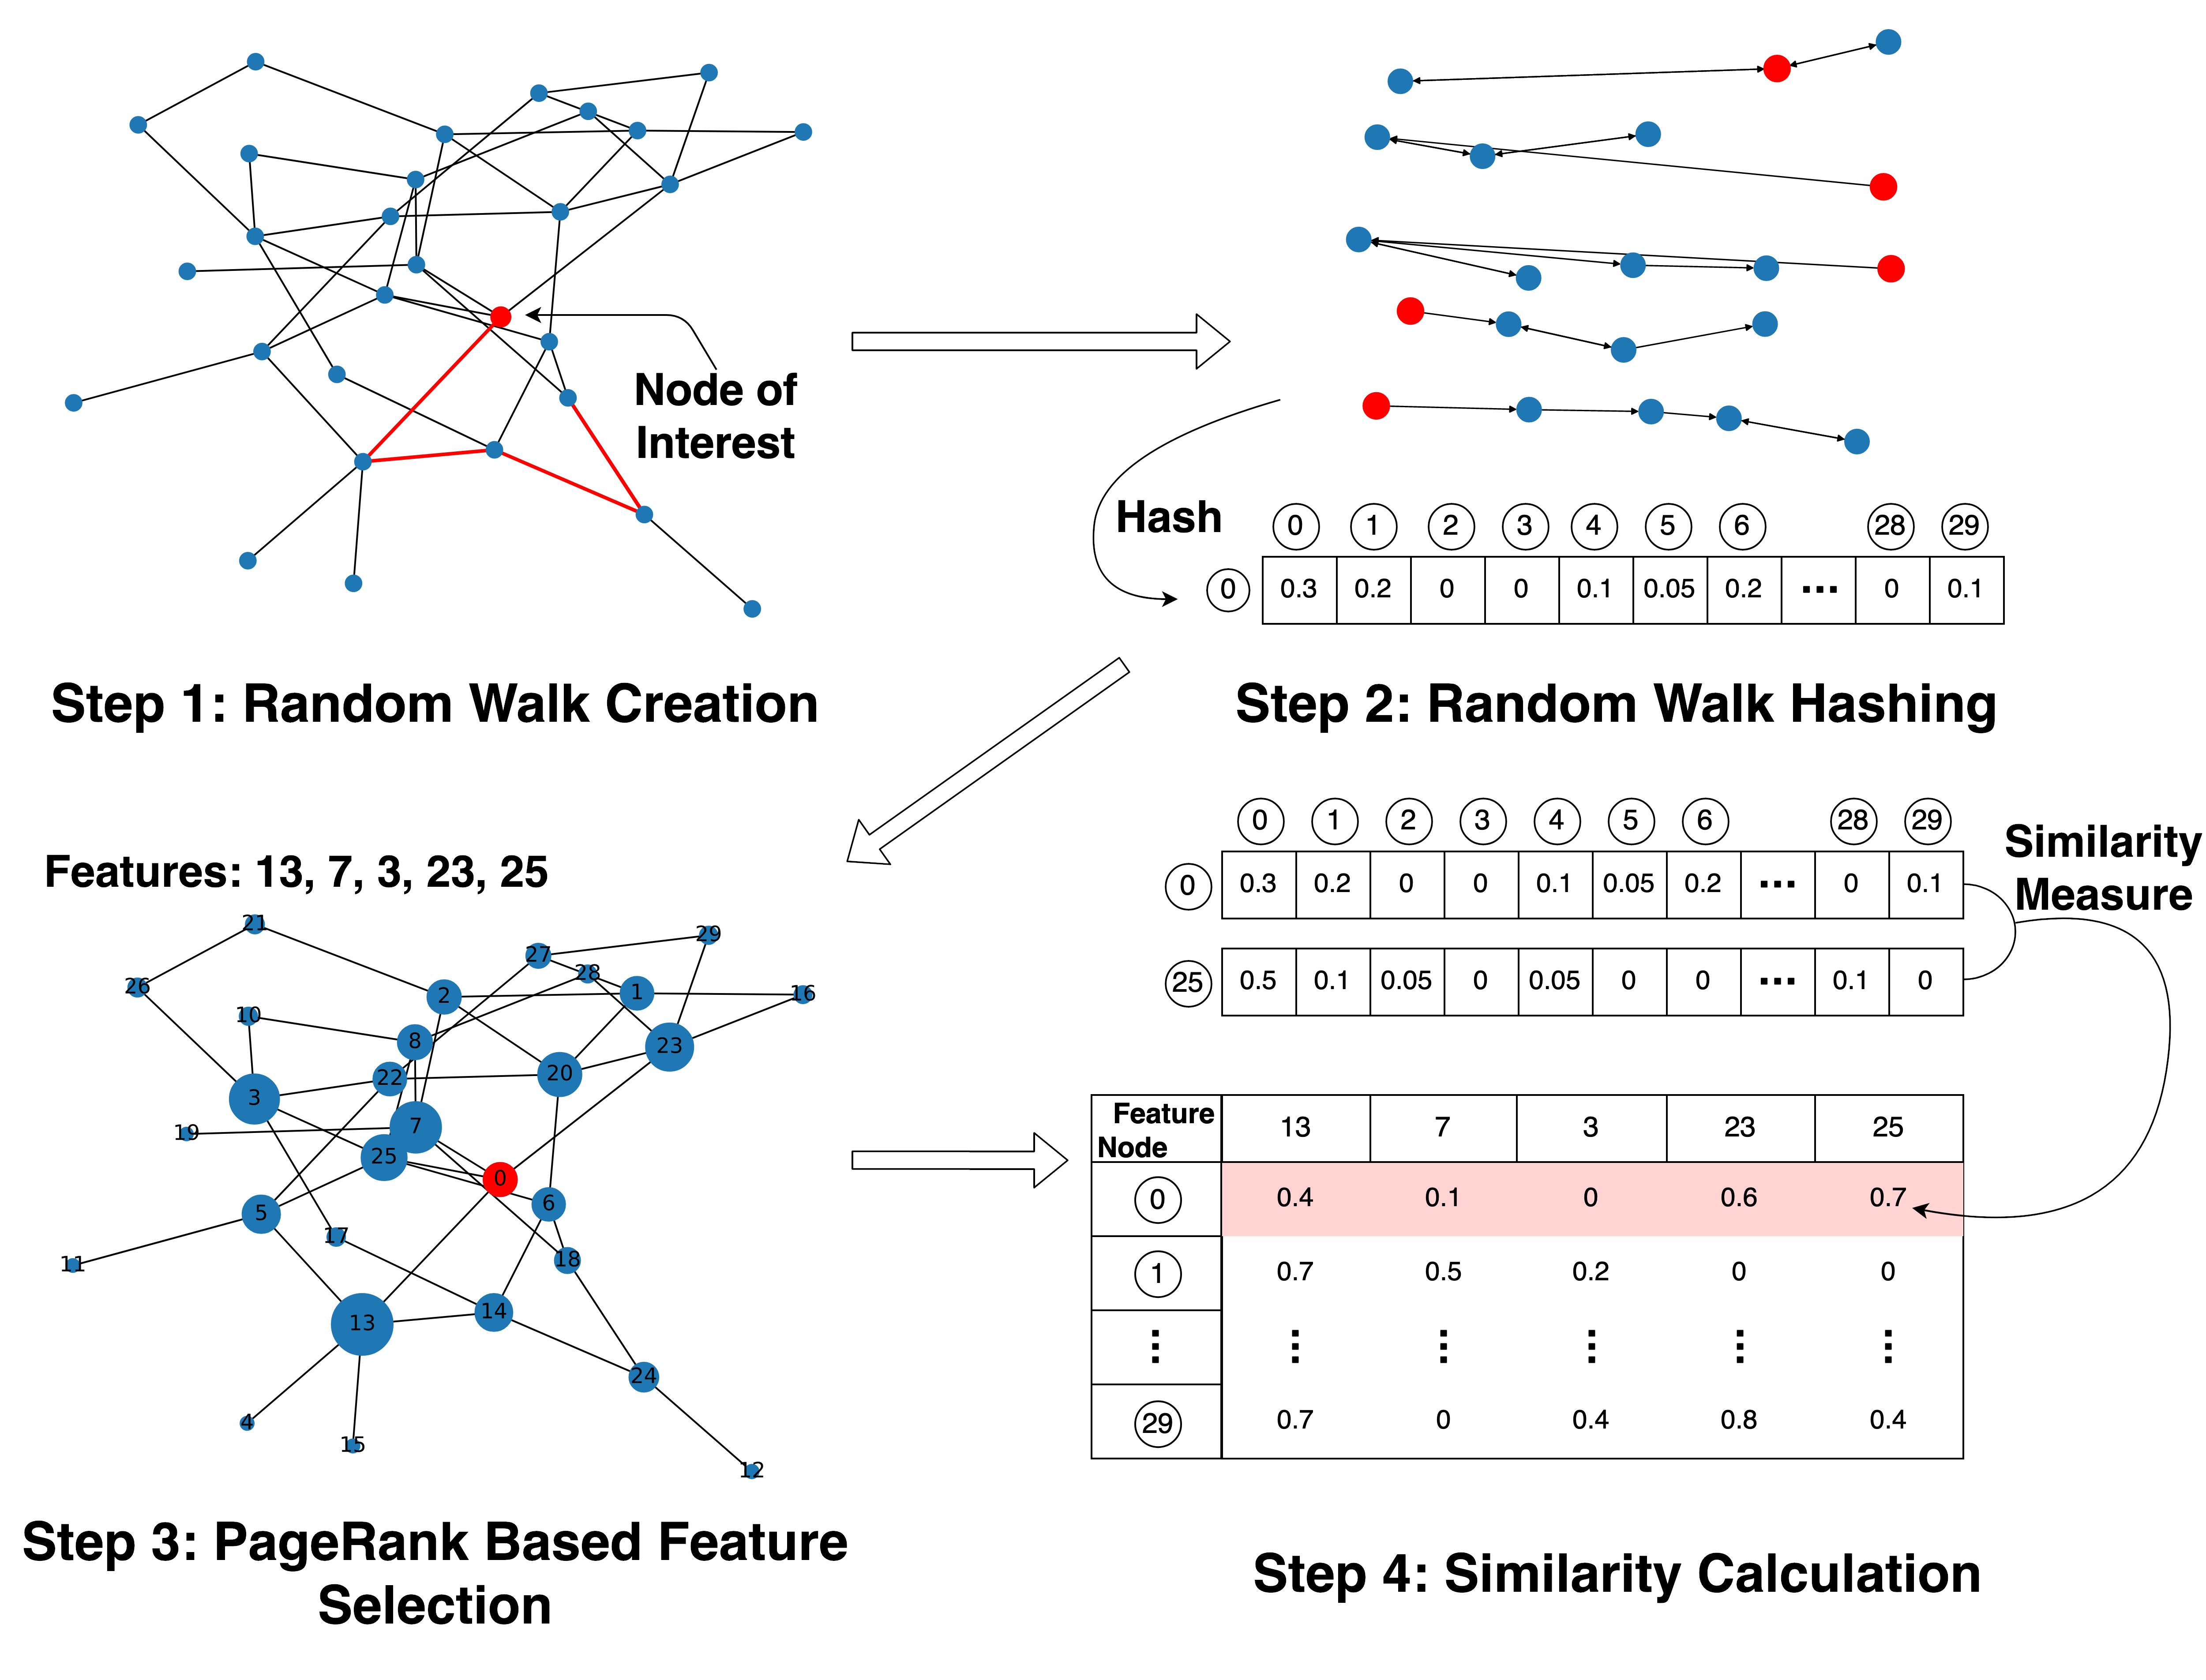 Node of
Interest
Step 1: Random Walk Creation
Hash
0 1 2 3 4 5 6 28 29
0 0.3 0.2 0 0 0.1 0.05 0.2 ... 0 0.1
Step 2: Random Walk Hashing
Features: 13, 7, 3, 23, 25
21
29
27
28
26
2
1
16
10
8
23
22
20
3
7
19
25
0
6
5
17
18
11
13
14
24
4
15
12
Step 3: PageRank Based Feature
Selection
0 1 2 3 4 5 6 28 29
0 0.3 0.2 0 0 0.1 0.05 0.2 ... 0 0.1
25 0.5 0.1 0.05 0 0.05 0 0 ... 0.1 0
Similarity
Measure
Feature
Node
13 7 3 23 25
0 0.4 0.1 0 0.6 0.7
1 0.7 0.5 0.2 0 0
⋮ ⋮ ⋮ ⋮ ⋮ ⋮
29 0.7 0 0.4 0.8 0.4
Step 4: Similarity Calculation